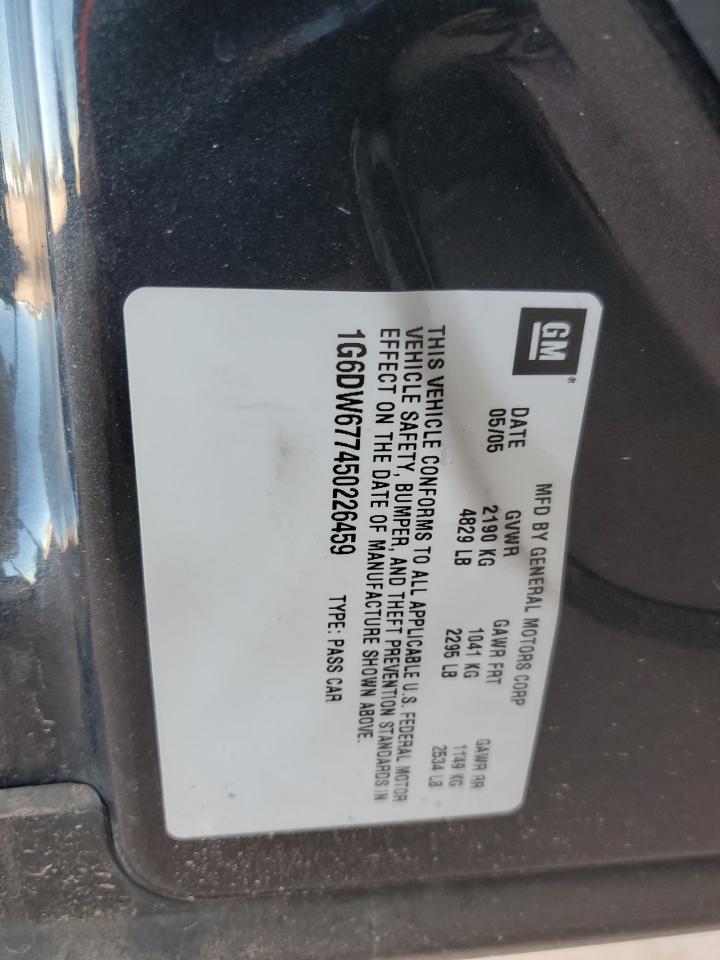 GM
MFD BY GENERAL MOTORS CORP
DATE GVWR GAWR FRT GAWR RR
05/05 2190 KG 1041 KG 1149 KG
4829 LB 2295 LB 2534 LB
THIS VEHICLE CONFORMS TO ALL APPLICABLE U.S. FEDERAL MOTOR
VEHICLE SAFETY, BUMPER, AND THEFT PREVENTION STANDARDS IN
EFFECT ON THE DATE OF MANUFACTURE SHOWN ABOVE.
1G6DW677450226459 TYPE: PASS CAR